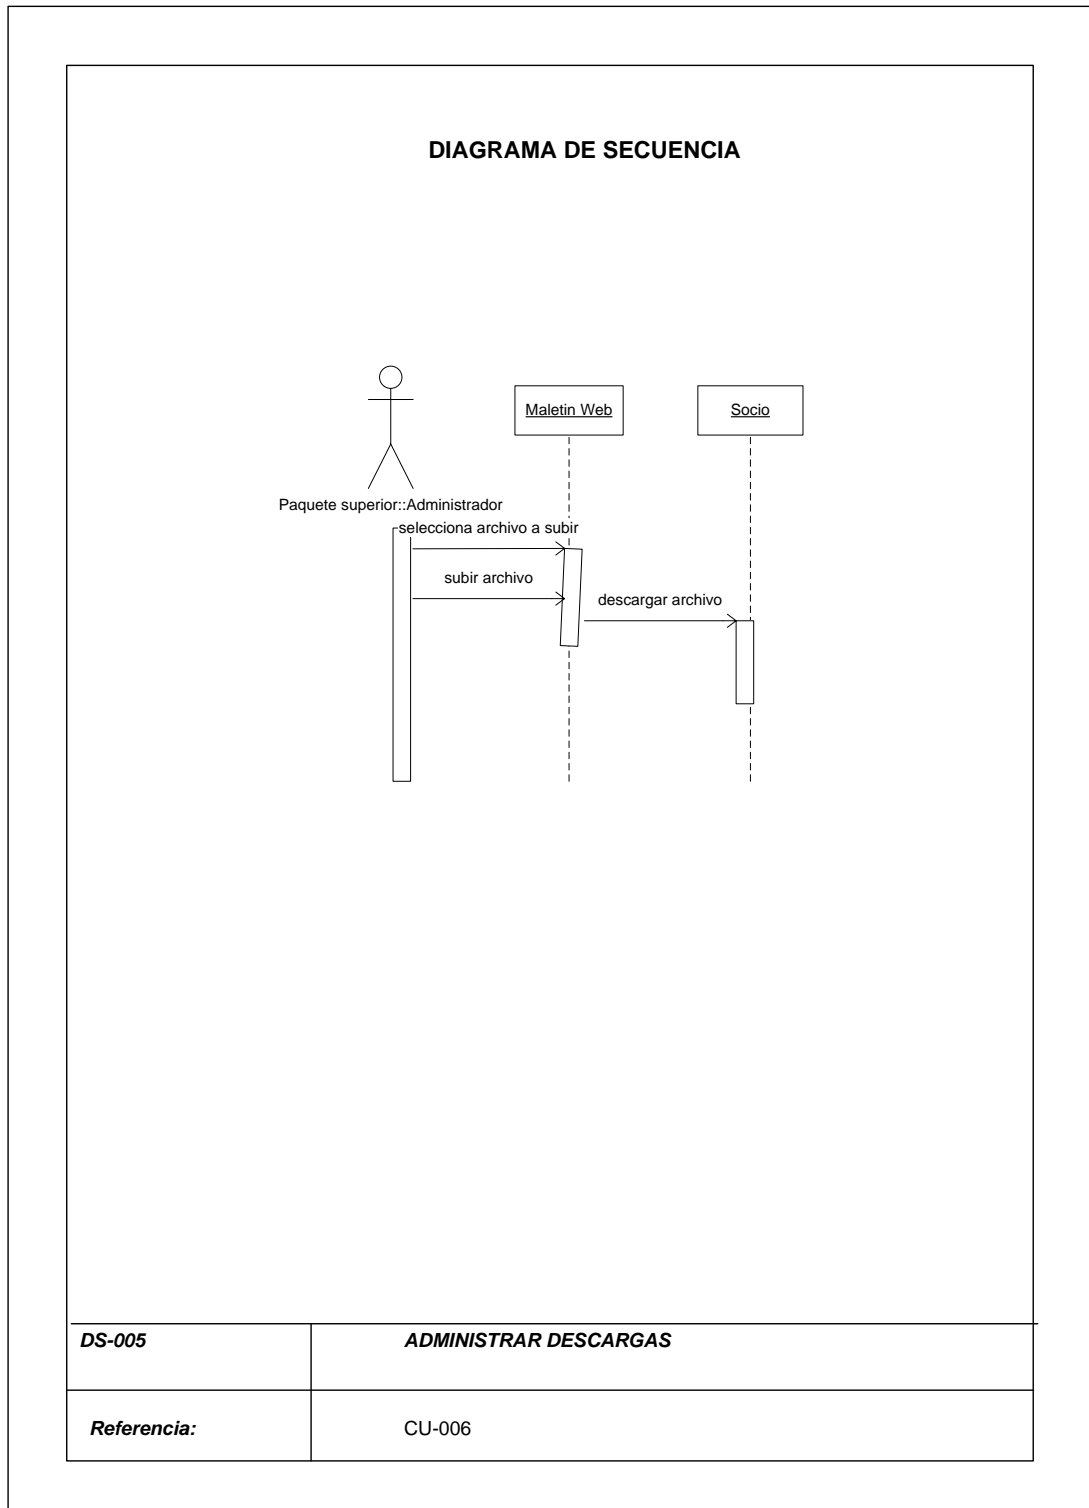 DIAGRAMA DE SECUENCIA
Maletin Web
Socio
Paquete superior::Administrador
selecciona archivo a subir
subir archivo
descargar archivo
DS-005
ADMINISTRAR DESCARGAS
Referencia:
CU-006